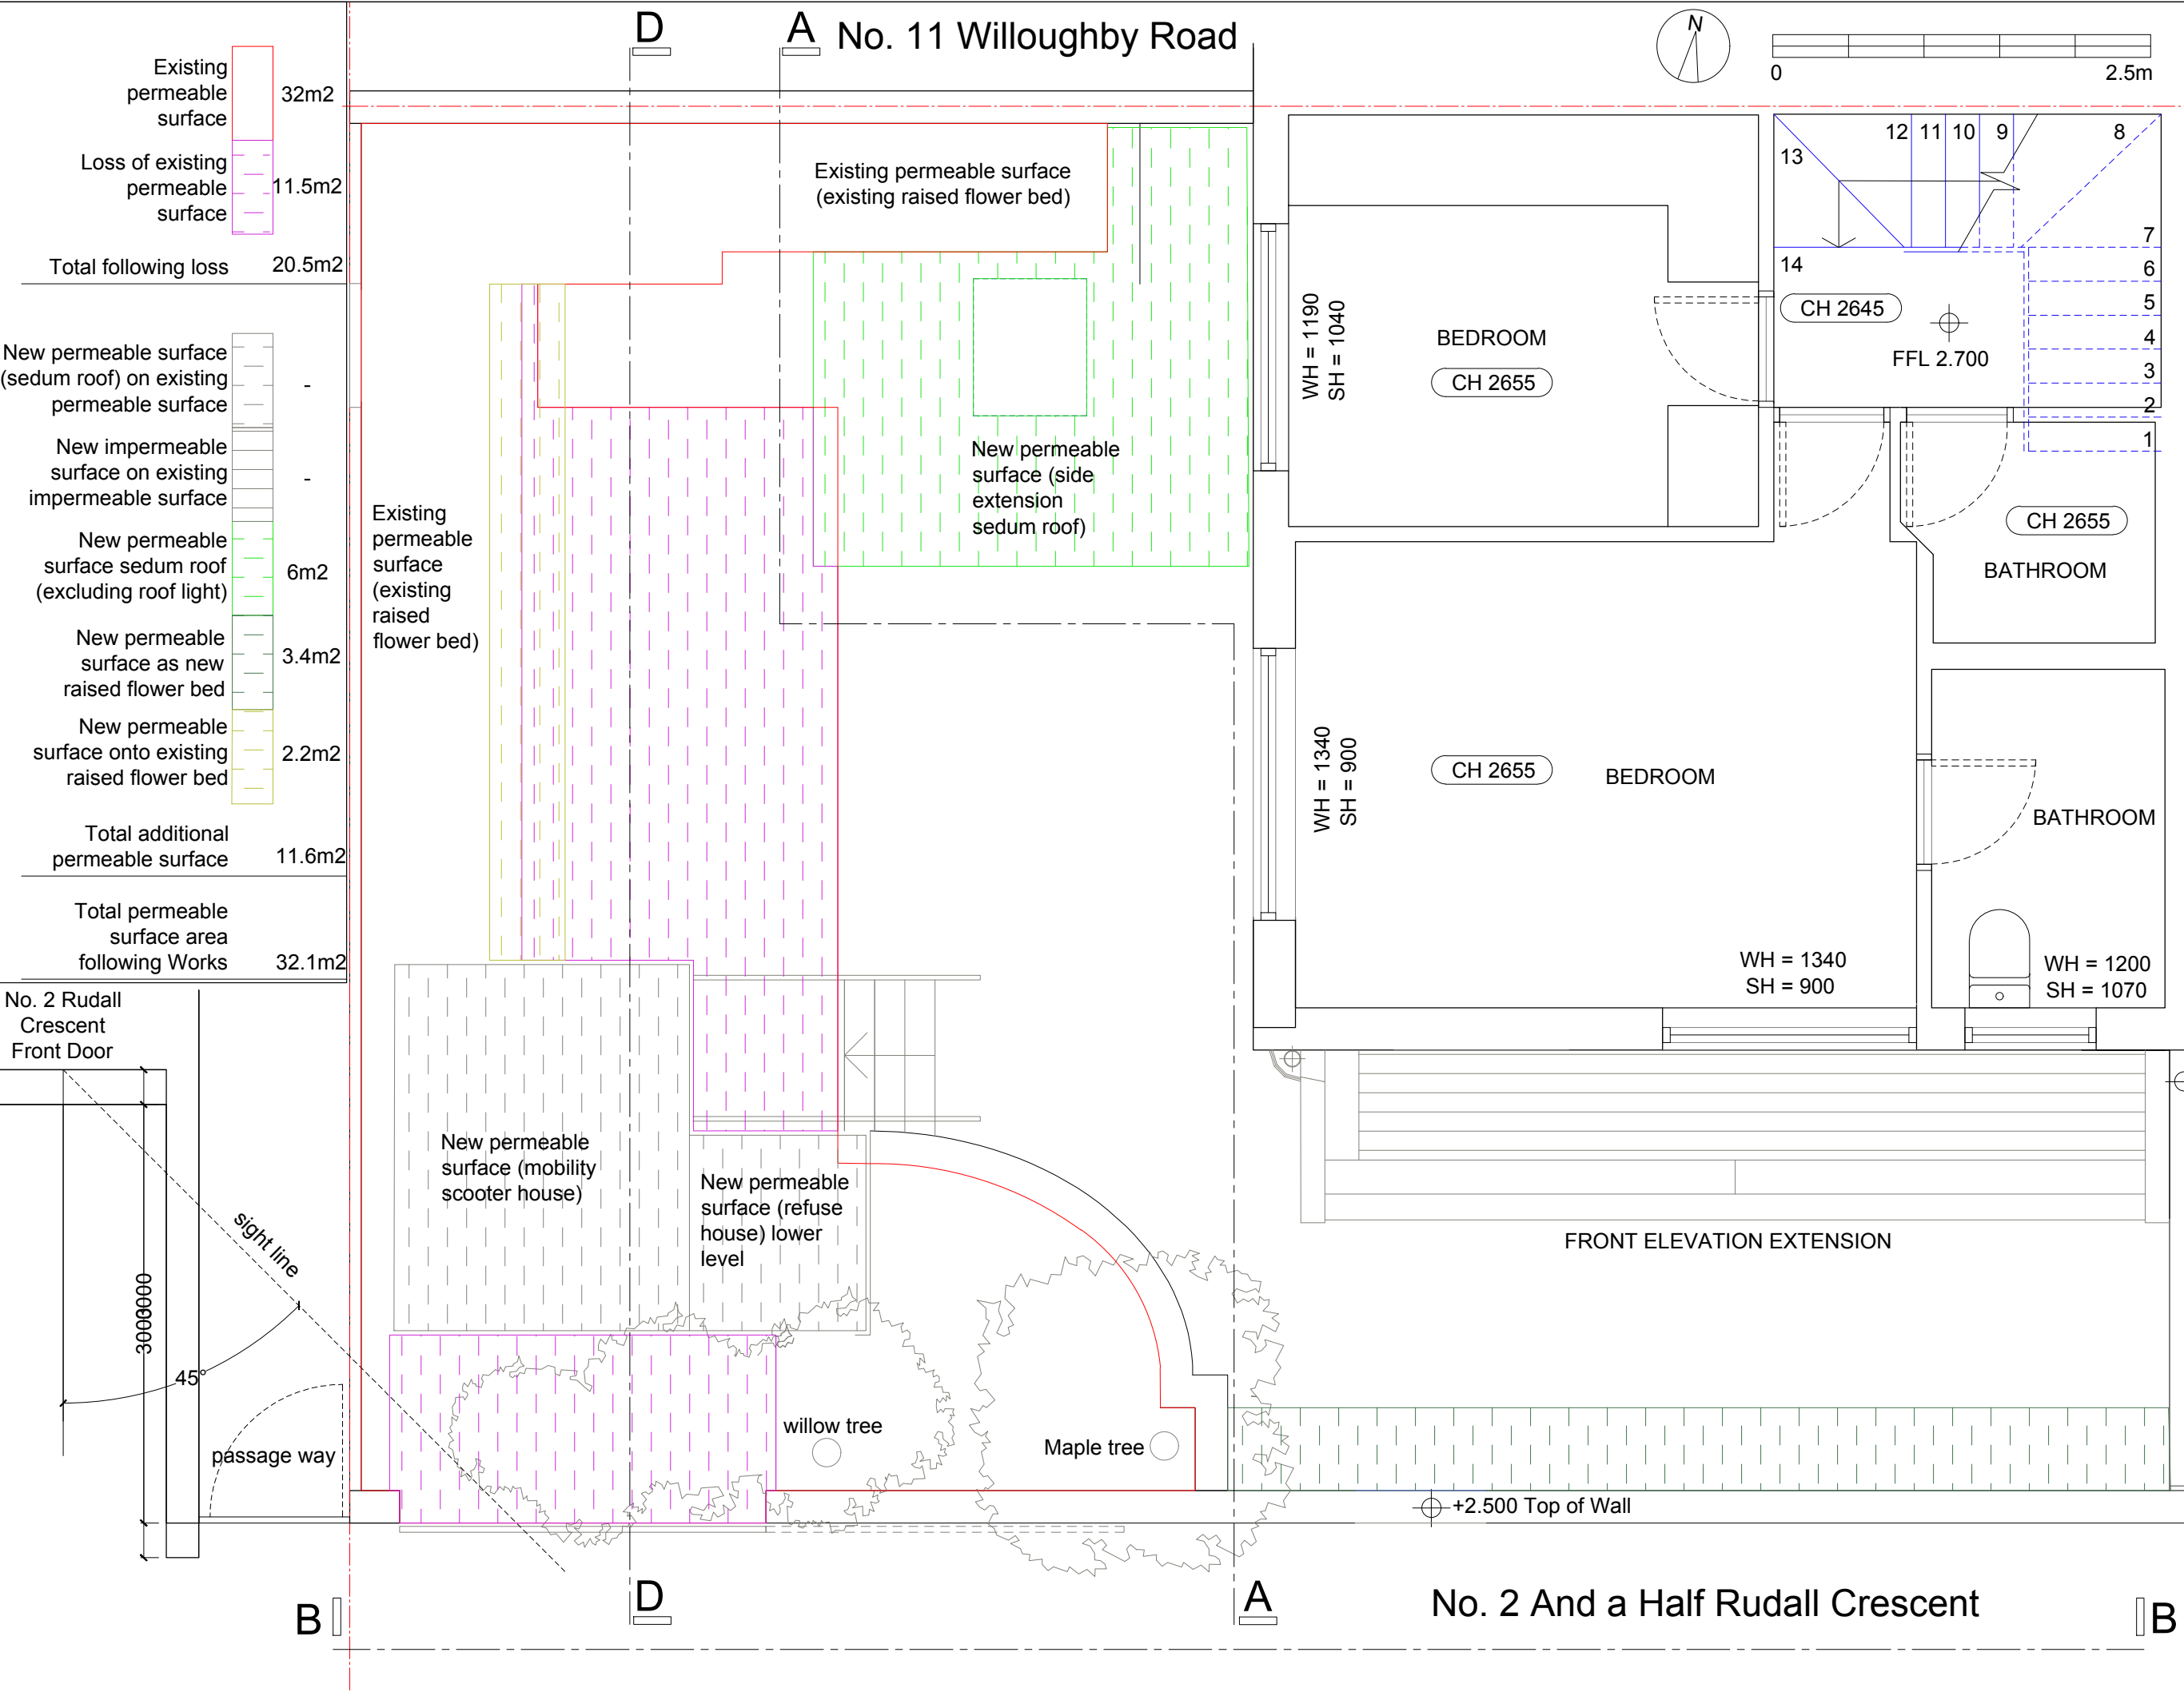 D
A
No. 11 Willoughby Road
N
0
2.5m
Existing
permeable
surface
32m2
Loss of existing
permeable
surface
11.5m2
Total following loss
20.5m2
New permeable surface
(sedum roof) on existing
permeable surface
-
New impermeable
surface on existing
impermeable surface
-
New permeable
surface sedum roof
(excluding roof light)
6m2
New permeable
surface as new
raised flower bed
3.4m2
New permeable
surface onto existing
raised flower bed
2.2m2
Total additional
permeable surface
11.6m2
Total permeable
surface area
following Works
32.1m2
Existing permeable surface
(existing raised flower bed)
New permeable
surface (side
extension
sedum roof)
Existing
permeable
surface
(existing
raised
flower bed)
WH = 1190
SH = 1040
BEDROOM
CH 2655
13
12
11
10
9
8
7
6
5
4
3
2
1
14
CH 2645
FFL 2.700
CH 2655
BATHROOM
WH = 1340
SH = 900
CH 2655
BEDROOM
BATHROOM
WH = 1340
SH = 900
WH = 1200
SH = 1070
No. 2 Rudall
Crescent
Front Door
sight line
45°
passage way
New permeable
surface (mobility
scooter house)
New permeable
surface (refuse
house) lower
level
FRONT ELEVATION EXTENSION
willow tree
Maple tree
+2.500 Top of Wall
B
D
A
No. 2 And a Half Rudall Crescent
B